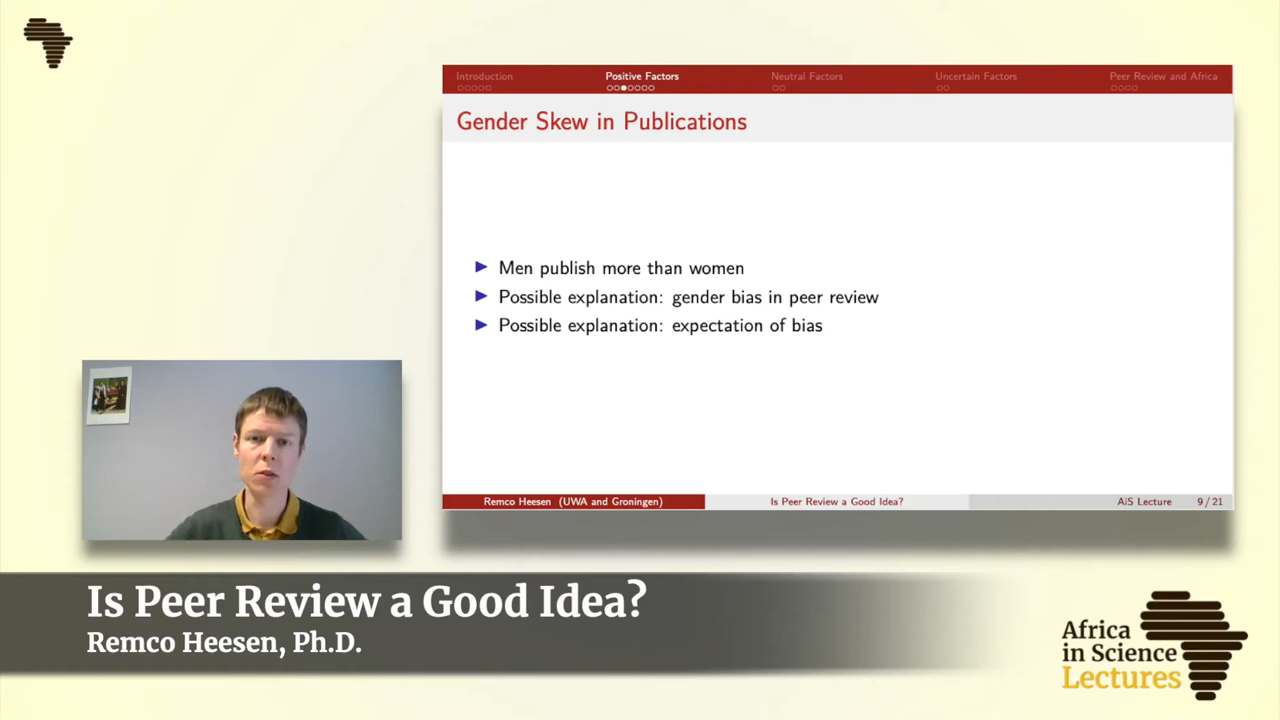 Introduction
Positive Factors
Neutral Factors
Uncertain Factors
Peer Review and Africa
Gender Skew in Publications
Men publish more than women
Possible explanation: gender bias in peer review
Possible explanation: expectation of bias
Remco Heesen (UWA and Groningen)
Is Peer Review a Good Idea?
AiS Lecture
9 / 21
Is Peer Review a Good Idea?
Remco Heesen, Ph.D.
Africa
in Science
Lectures